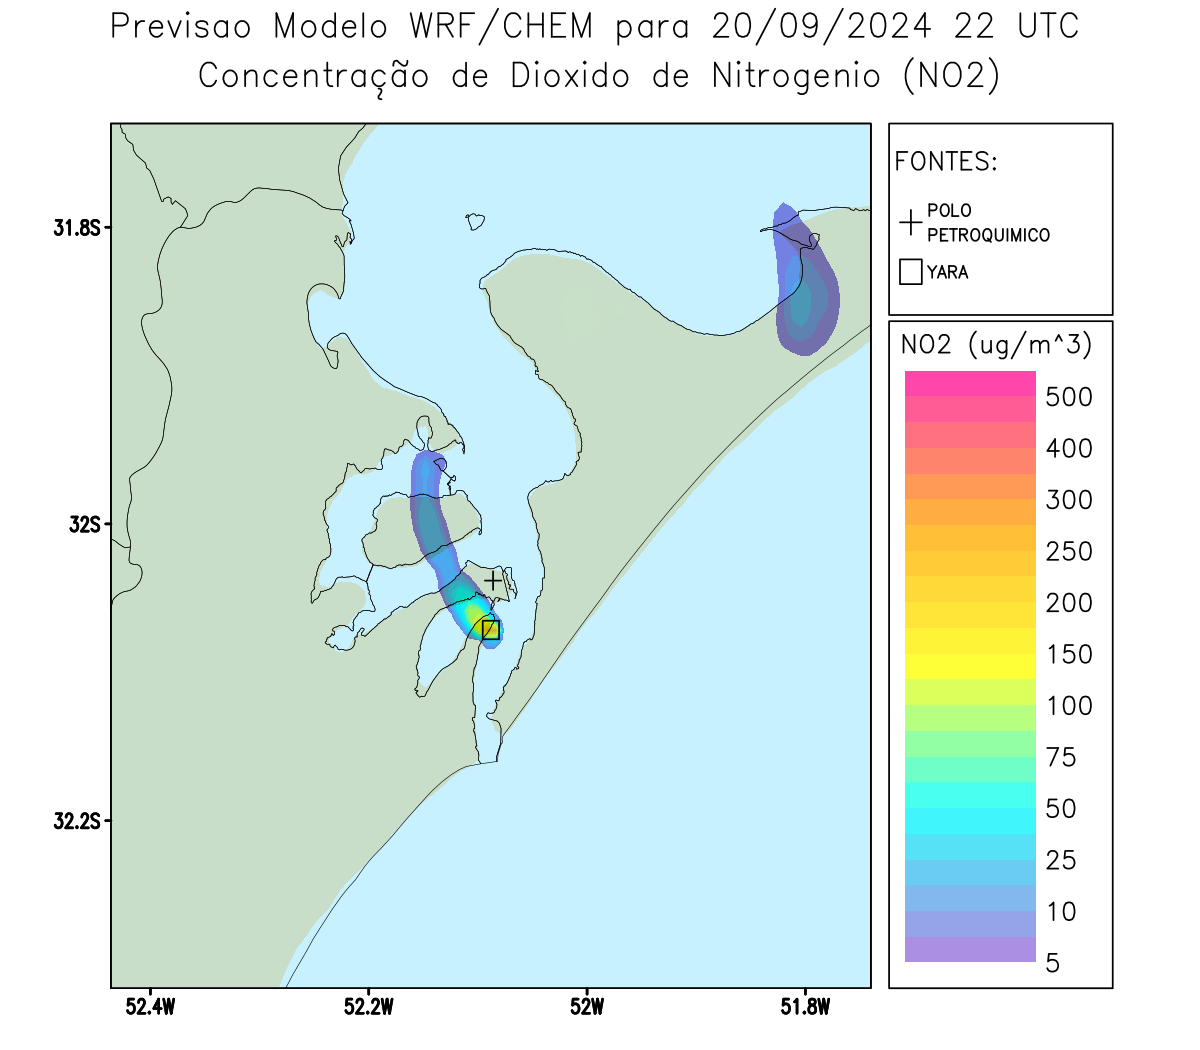 Previsao Modelo WRF/CHEM para 20/09/2024 22 UTC
Concentração de Dioxido de Nitrogenio (NO2)
FONTES:
POLO
PETROQUIMICO
YARA
31.8S
32S
32.2S
NO2 (ug/m^3)
500
400
300
250
200
150
100
75
50
25
10
5
52.4W
52.2W
52W
51.8W